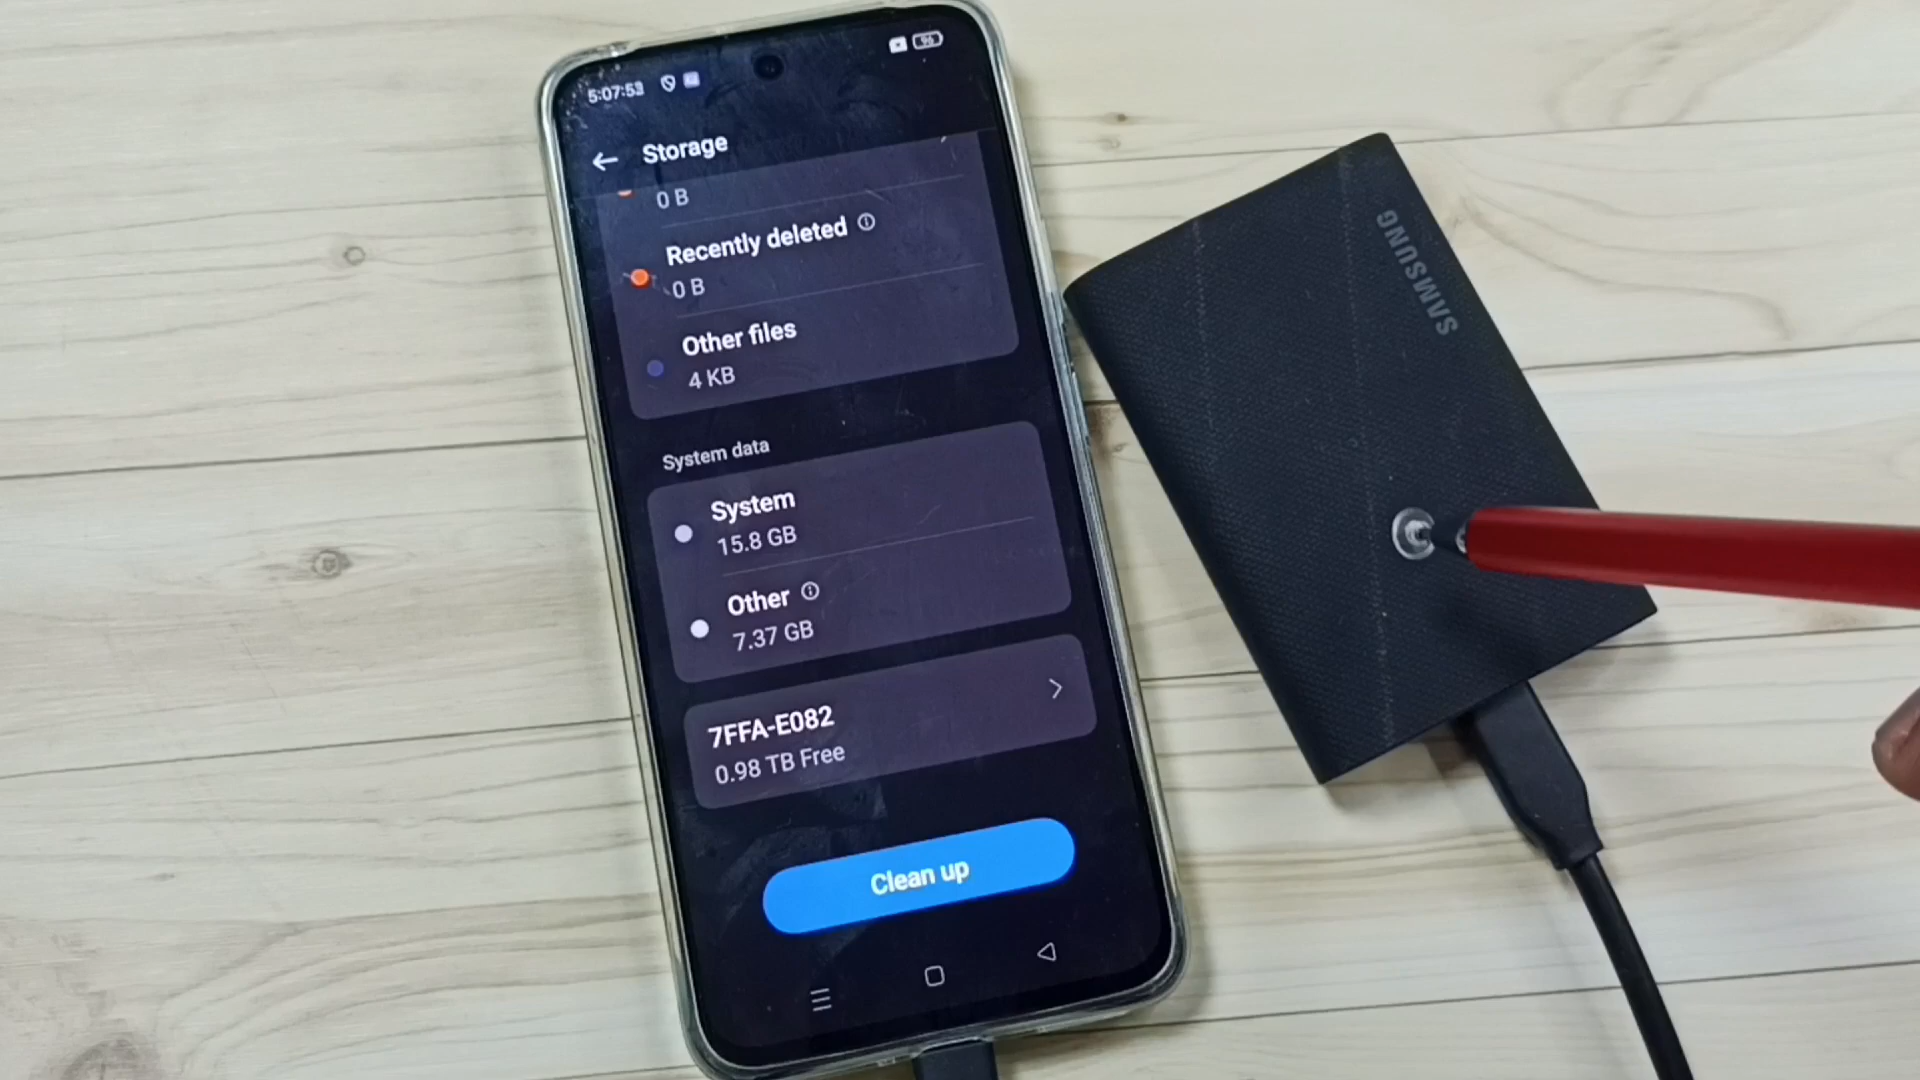 5:07:53
96
Storage
0 B
Recently deleted
0 B
Other files
4 KB
System data
System
15.8 GB
Other
7.37 GB
7FFA-E082
0.98 TB Free
Clean up
SAMSUNG